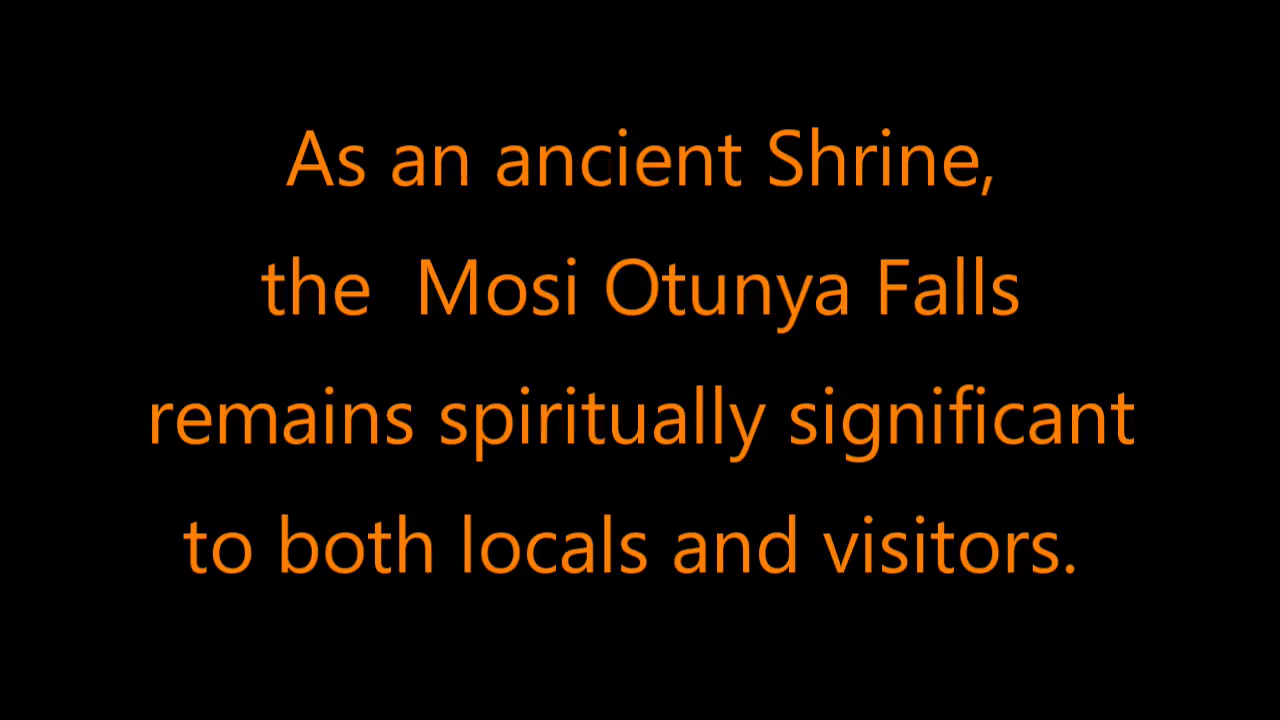 As an ancient Shrine,
the  Mosi Otunya Falls
remains spiritually significant
to both locals and visitors.